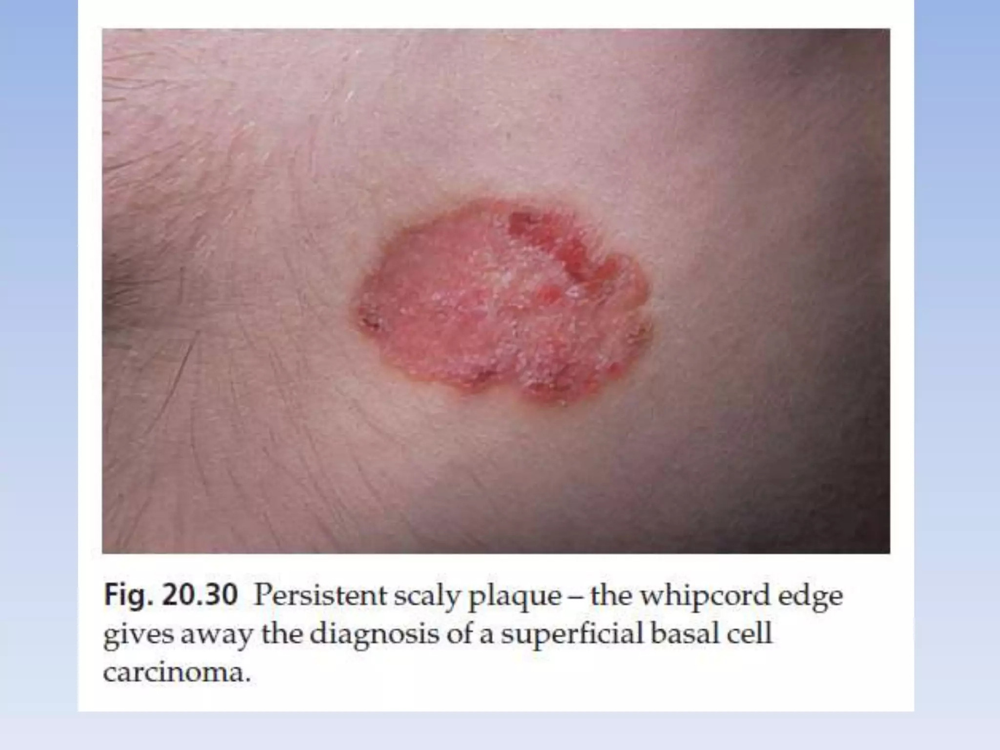 Fig. 20.30 Persistent scaly plaque – the whipcord edge
gives away the diagnosis of a superficial basal cell
carcinoma.